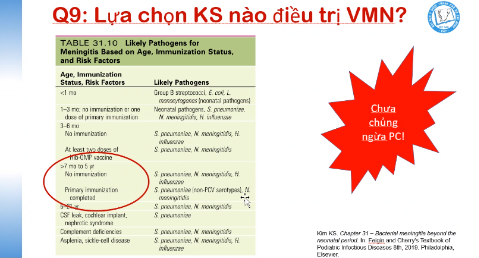 Q9: Lựa chọn KS nào điều trị VMN?
TABLE 31.10 Likely Pathogens for
Meningitis Based on Age, Immunization Status,
and Risk Factors
Age, Immunization
Status, Risk Factors Likely Pathogens
<1 mo Group B streptococci, E. coli, L.
monocytogenes (neonatal pathogens)
1–3 mo, no immunization or one Neonatal pathogens, S. pneumoniae,
dose of primary immunization N. meningitidis, H. influenzae
3–6 mo
No immunization S. pneumoniae, N. meningitidis, H.
influenzae
At least two doses of S. pneumoniae, N. meningitidis
vaccine
>7 mo to 5 yr
No immunization S. pneumoniae, N. meningitidis, H.
influenzae
Primary immunization S. pneumoniae (non-PCV serotypes), N.
completed meningitidis
yr S. pneumoniae, N. meningitidis
CSF leak, cochlear implant, S. pneumoniae
nephrotic syndrome
Complement deficiencies S. pneumoniae, N. meningitidis
Asplenia, sickle-cell disease S. pneumoniae, N. meningitidis, H.
influenzae
Chưa
chủng
ngừa PC!
Kim KS. Chapter 31 – Bacterial meningitis beyond the
neonatal period. In: Feigin and Cherry's Textbook of
Pediatric Infectious Diseases 8th, 2019. Philadelphia,
Elsevier.